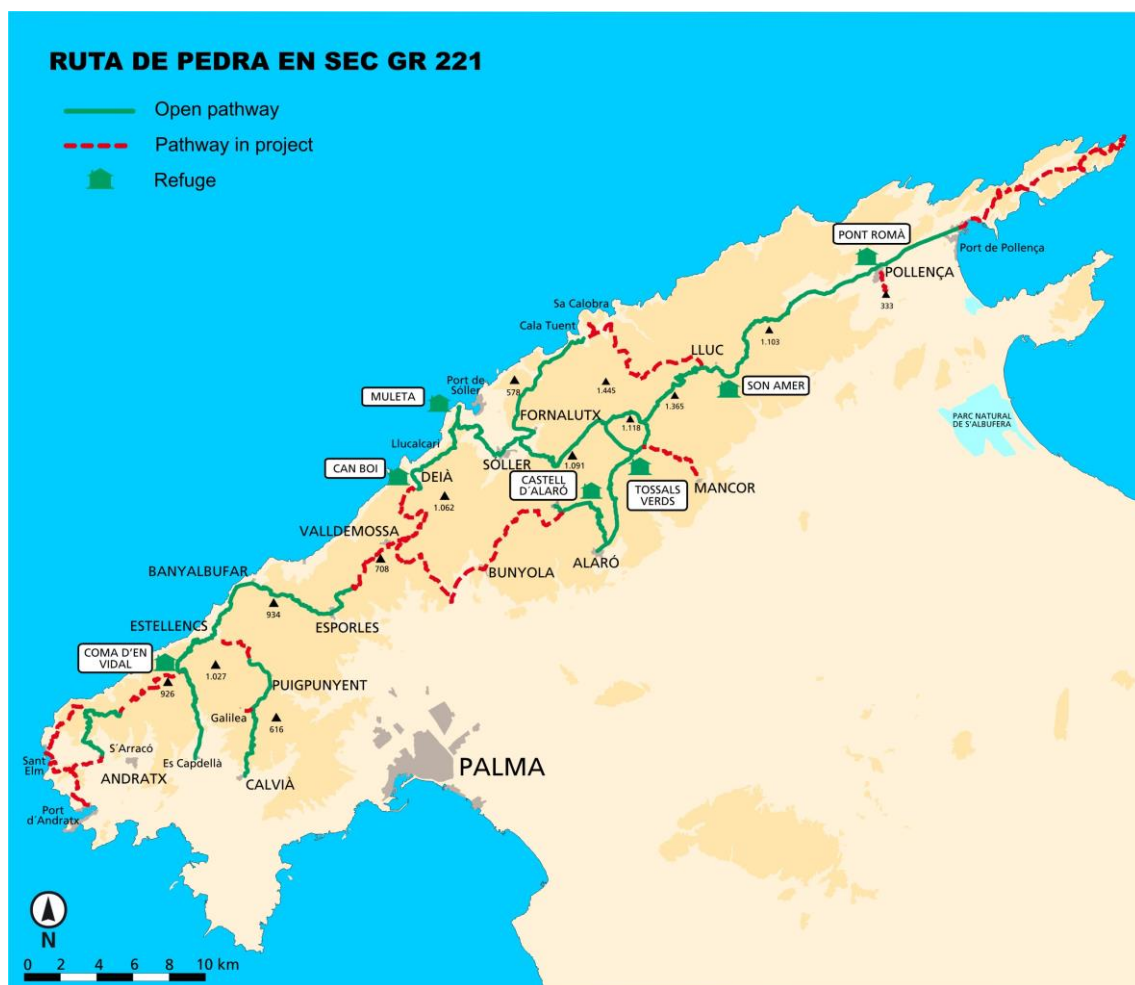 RUTA DE PEDRA EN SEC GR 221
Open pathway
Pathway in project
Refuge
PONT ROMÀ
Port de Pollença
POLLENÇA
333
Sa Calobra
Cala Tuent
1.103
LLUC
SON AMER
Port de
Sóller
578
1.445
1.365
MULETA
FORNALUTX
1.118
PARC NATURAL
DE S'ALBUFERA
Llucalcari
SÓLLER
1.091
CAN BOI
DEIÀ
CASTELL
D´ALARÓ
TOSSALS
VERDS
MANCOR
1.062
VALLDEMOSSA
708
BUNYOLA
ALARÓ
BANYALBUFAR
934
ESPORLES
ESTELLENCS
COMA D'EN
VIDAL
1.027
926
PUIGPUNYENT
Galilea
616
S´Arracó
Sant
Elm
Es Capdellà
ANDRATX
CALVIÀ
PALMA
Port
d´Andratx
N
0 2 4 6 8 10 km